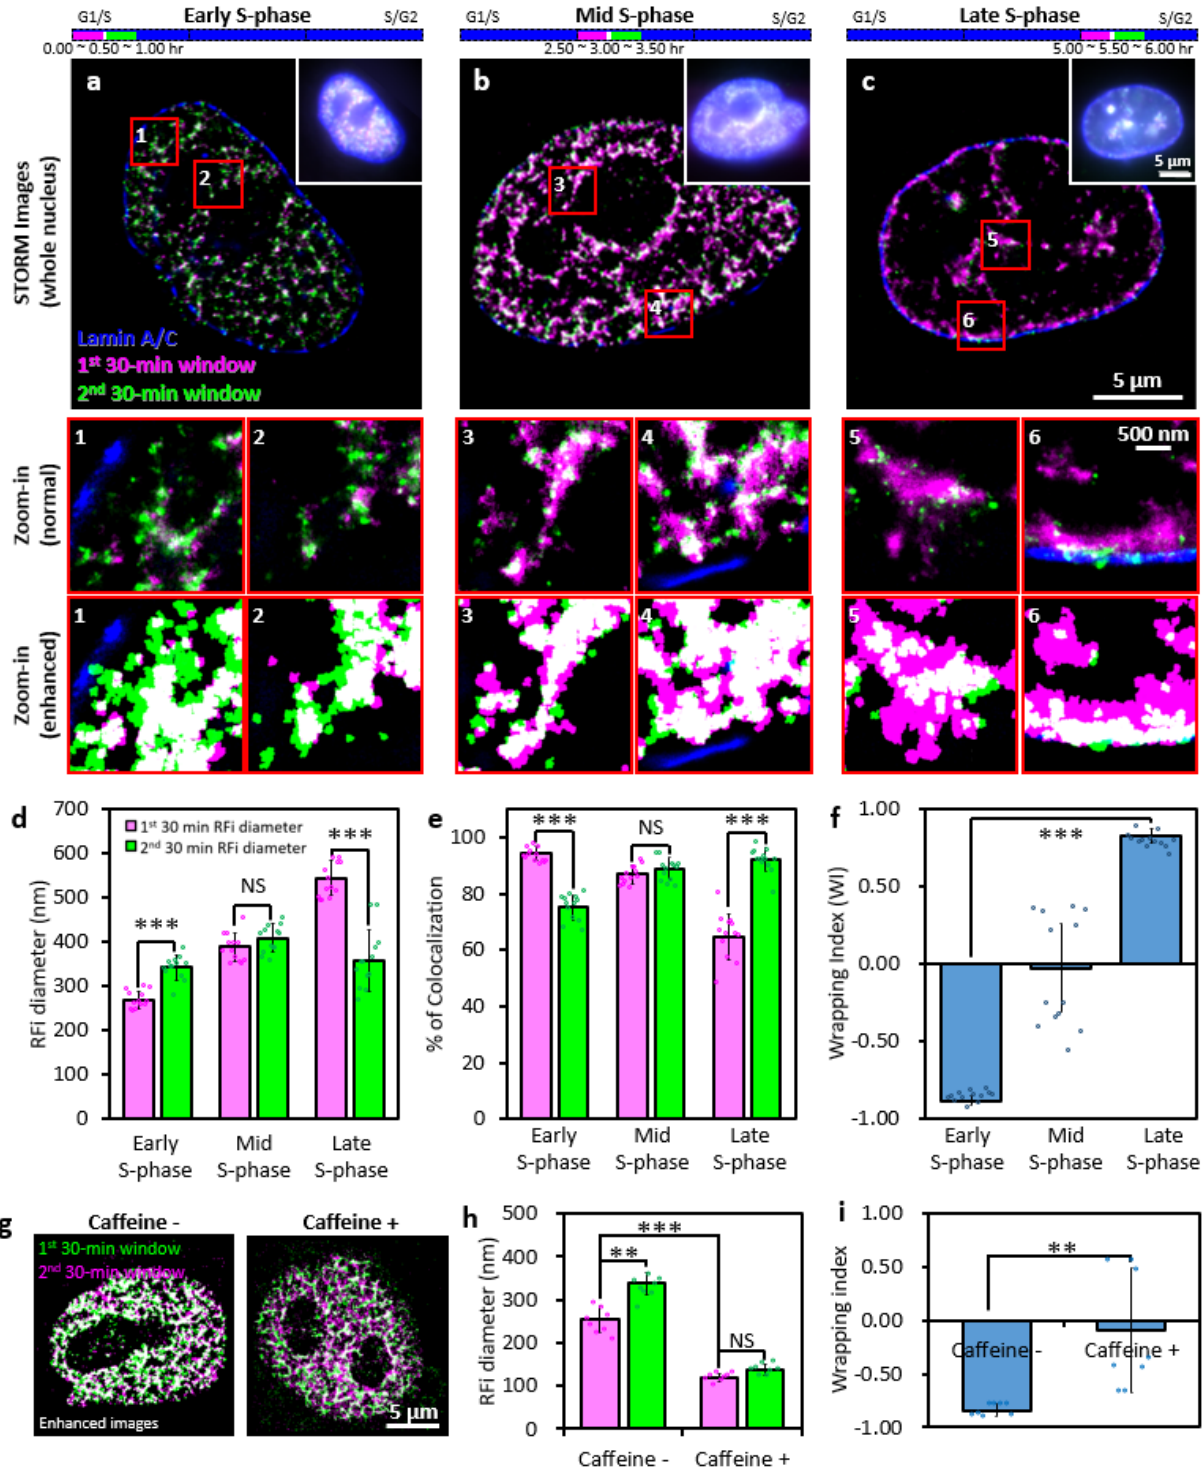 G1/S Early S-phase S/G2
0.00 ~ 0.50 ~ 1.00 hr
G1/S Mid S-phase S/G2
2.50 ~ 3.00 ~ 3.50 hr
G1/S Late S-phase S/G2
5.00 ~ 5.50 ~ 6.00 hr
STORM Images
(whole nucleus)
a
1
2
Lamin A/C
1st 30-min window
2nd 30-min window
b
3
4
c
5 µm
5
6
5 µm
Zoom-in
(normal)
1
2
3
4
5
6
500 nm
Zoom-in
(enhanced)
1
2
3
4
5
6
d
RFi diameter (nm)
700
600
500
400
300
200
100
0
1st 30 min RFi diameter
2nd 30 min RFi diameter
***
NS
***
Early
S-phase
Mid
S-phase
Late
S-phase
e
% of Colocalization
100
80
60
40
20
0
***
NS
***
Early
S-phase
Mid
S-phase
Late
S-phase
f
Wrapping Index (WI)
1.00
0.50
0.00
-0.50
-1.00
***
Early
S-phase
Mid
S-phase
Late
S-phase
g
Caffeine -
1st 30-min window
2nd 30-min window
Enhanced images
Caffeine +
5 µm
h
RFi diameter (nm)
500
400
300
200
100
0
***
**
NS
Caffeine -
Caffeine +
i
Wrapping index
1.00
0.50
0.00
-0.50
-1.00
**
Caffeine -
Caffeine +